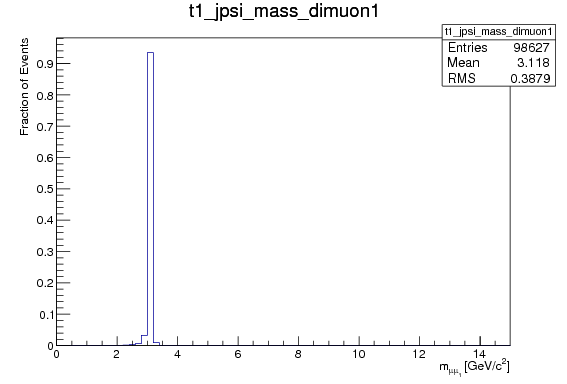 t1_jpsi_mass_dimuon1
t1_jpsi_mass_dimuon1
Entries 98627
Mean 3.118
RMS 0.3879
Fraction of Events
0.9
0.8
0.7
0.6
0.5
0.4
0.3
0.2
0.1
0
0 2 4 6 8 10 12 14
m_μμ_1 [GeV/c²]